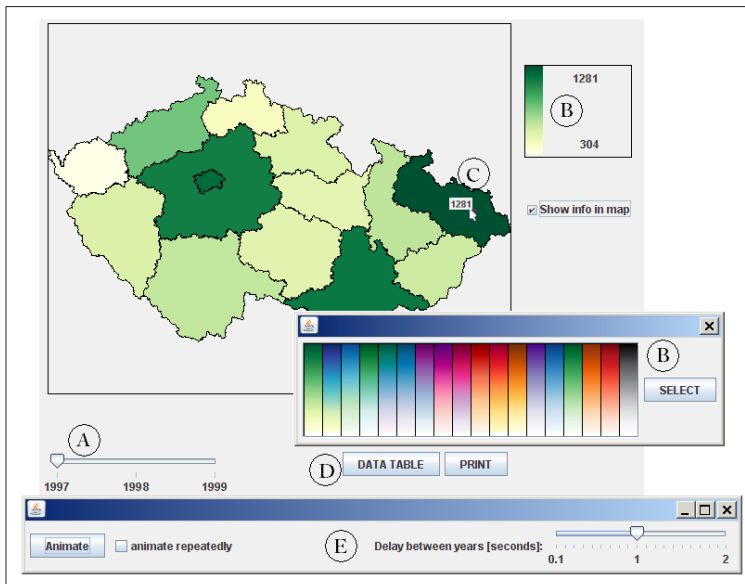 1281
B
304
C
1281
Show info in map
B
SELECT
A
1997 1998 1999
D
DATA TABLE
PRINT
Animate
animate repeatedly
E
Delay between years [seconds]:
0.1 1 2